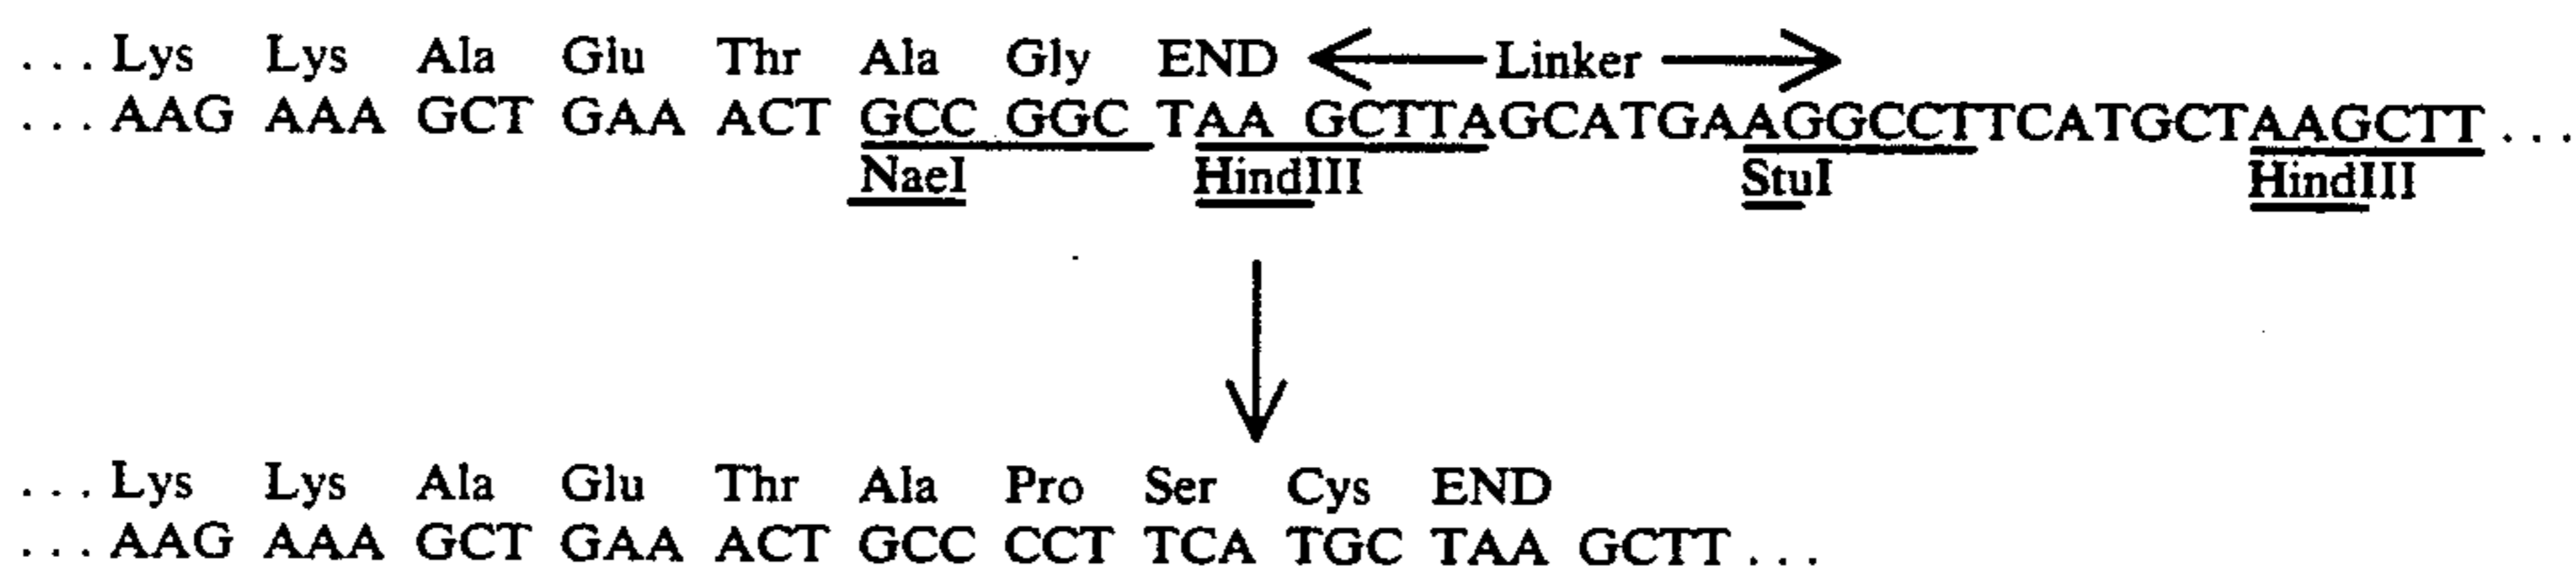 ... Lys Lys Ala Glu Thr Ala Gly END Linker
... AAG AAA GCT GAA ACT GCC GGC TAA GCTTAGCATGAAGGCCTTCATGCTAAGCTT ...
NaeI HindIII StuI HindIII
... Lys Lys Ala Glu Thr Ala Pro Ser Cys END
... AAG AAA GCT GAA ACT GCC CCT TCA TGC TAA GCTT ...